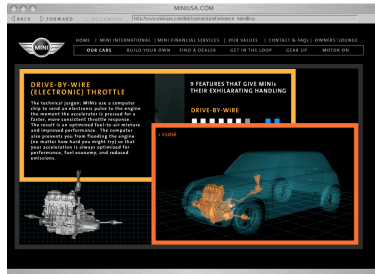 MINIUSA.COM
BACK FORWARD BOOKMARK
HOME | MINI INTERNATIONAL | MINI FINANCIAL SERVICES | OUR VALUES | CONTACT & FAQs | OWNERS' LOUNGE
MINI
OUR CARS BUILD YOUR OWN FIND A DEALER GET IN THE LOOP GEAR UP MOTOR ON
DRIVE-BY-WIRE
(ELECTRONIC) THROTTLE
The technical jargon: MINIs use a computer
chip to send an electronic pulse to the engine
the moment the accelerator is pressed for a
faster, more consistent throttle response.
The result is an optimized fuel-to-air mixture
and improved performance. The computer
also prevents you from flooding the engine
(no matter how hard you might try) so that
your acceleration is always optimized for
performance, fuel economy, and reduced
emissions.
9 FEATURES THAT GIVE MINIs
THEIR EXHILARATING HANDLING
DRIVE-BY-WIRE
CLOSE